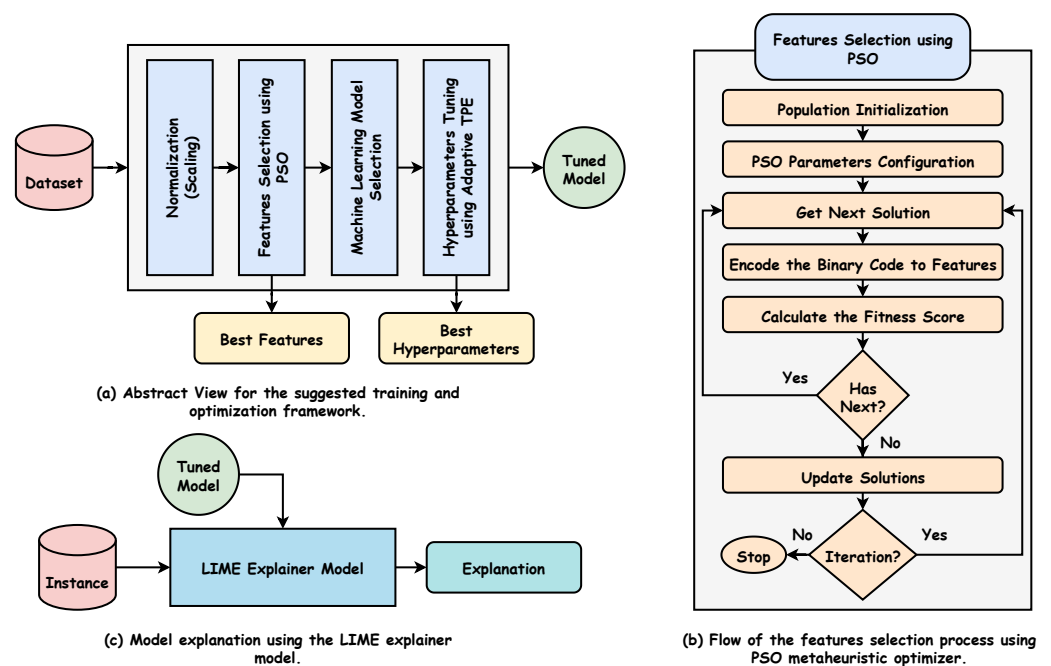 Dataset
Normalization
(Scaling)
Features Selection using
PSO
Machine Learning Model
Selection
Hyperparameters Tuning
using Adaptive TPE
Tuned
Model
Best Features
Best
Hyperparameters
(a) Abstract View for the suggested training and
optimization framework.
Tuned
Model
Instance
LIME Explainer Model
Explanation
(c) Model explanation using the LIME explainer
model.
Features Selection using
PSO
Population Initialization
PSO Parameters Configuration
Get Next Solution
Encode the Binary Code to Features
Calculate the Fitness Score
Yes
Has
Next?
No
Update Solutions
No
Yes
Stop
Iteration?
(b) Flow of the features selection process using
PSO metaheuristic optimizer.